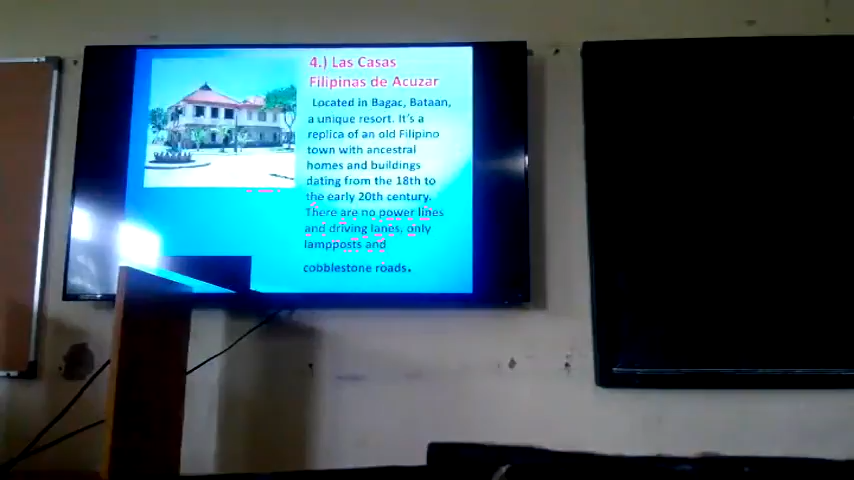 4.) Las Casas
Filipinas de Acuzar
Located in Bagac, Bataan,
a unique resort. It's a
replica of an old Filipino
town with ancestral
homes and buildings
dating from the 18th to
the early 20th century.
There are no power lines
and driving lanes, only
lampposts and
cobblestone roads.